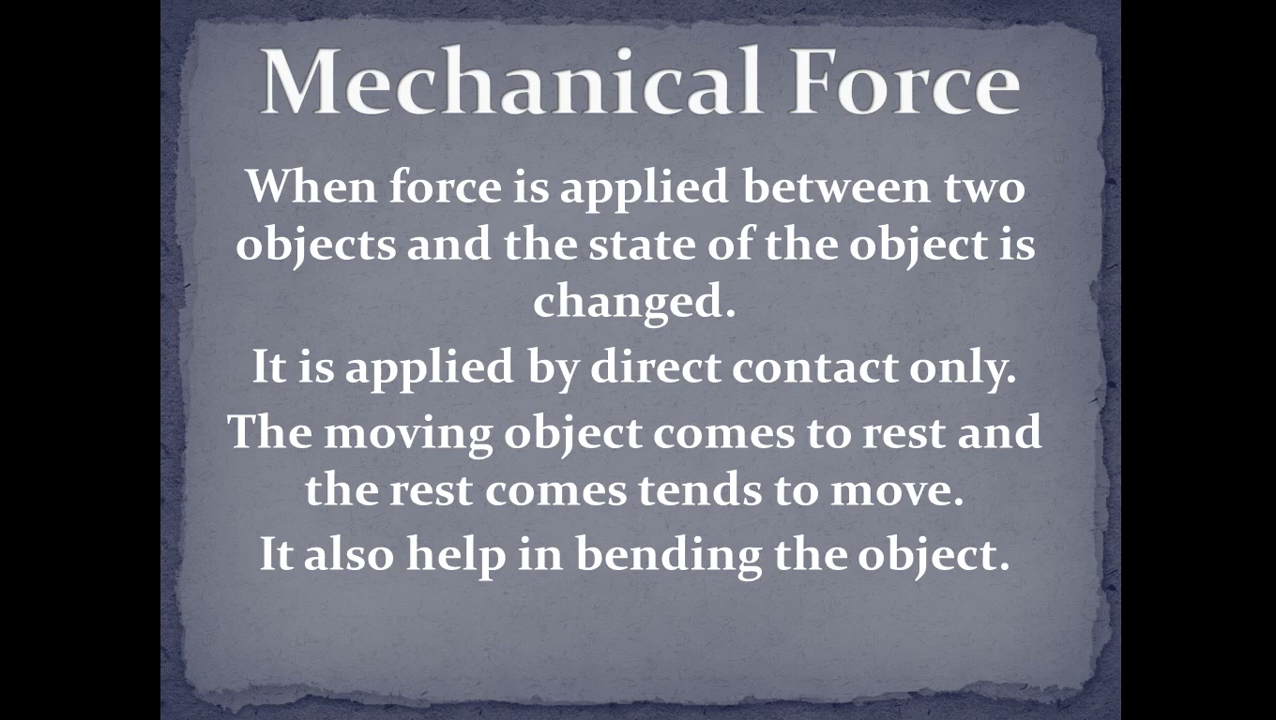 Mechanical Force
When force is applied between two
objects and the state of the object is
changed.
It is applied by direct contact only.
The moving object comes to rest and
the rest comes tends to move.
It also help in bending the object.